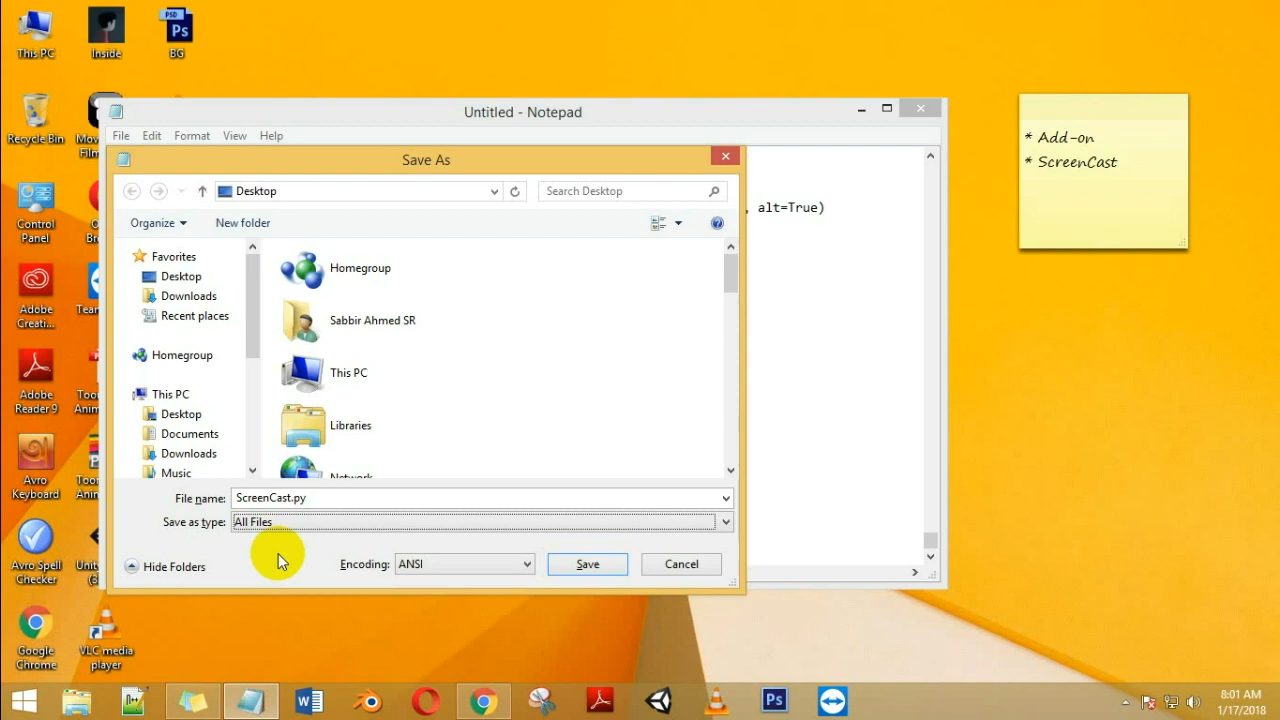 This PC
Inside
PSD
Ps
BG
Recycle Bin
Control
Panel
Adobe
Creati...
Adobe
Reader 9
Avro
Keyboard
Avro Spell
Checker
Google
Chrome
VLC media
player
Untitled - Notepad
File Edit Format View Help
, alt=True)
Save As
Desktop
Search Desktop
Organize
New folder
Favorites
Desktop
Downloads
Recent places
Homegroup
This PC
Desktop
Documents
Downloads
Music
Homegroup
Sabbir Ahmed SR
This PC
Libraries
Network
File name: ScreenCast.py
Save as type: All Files
Hide Folders
Encoding: ANSI
Save
Cancel
* Add-on
* ScreenCast
Ps
8:01 AM
1/17/2018